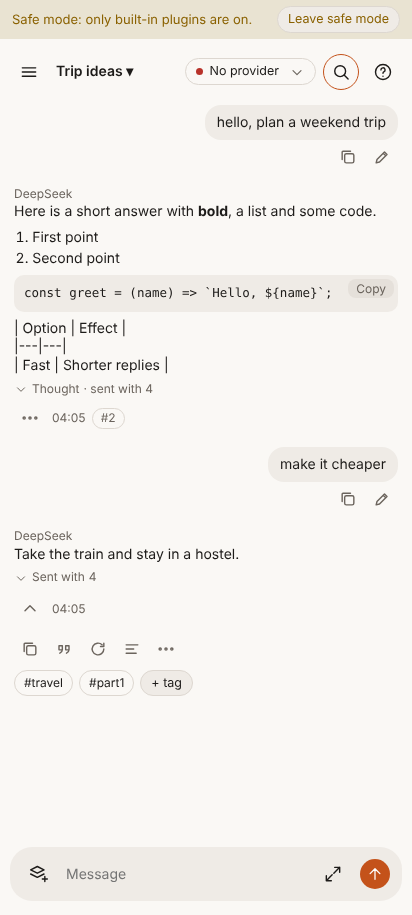 Safe mode: only built-in plugins are on. Leave safe mode
Trip ideas ▾ No provider
hello, plan a weekend trip
DeepSeek
Here is a short answer with bold, a list and some code.
1. First point
2. Second point
const greet = (name) => `Hello, ${name}`; Copy
| Option | Effect |
|---|---|
| Fast | Shorter replies |
Thought · sent with 4
04:05 #2
make it cheaper
DeepSeek
Take the train and stay in a hostel.
Sent with 4
04:05
#travel #part1 + tag
Message